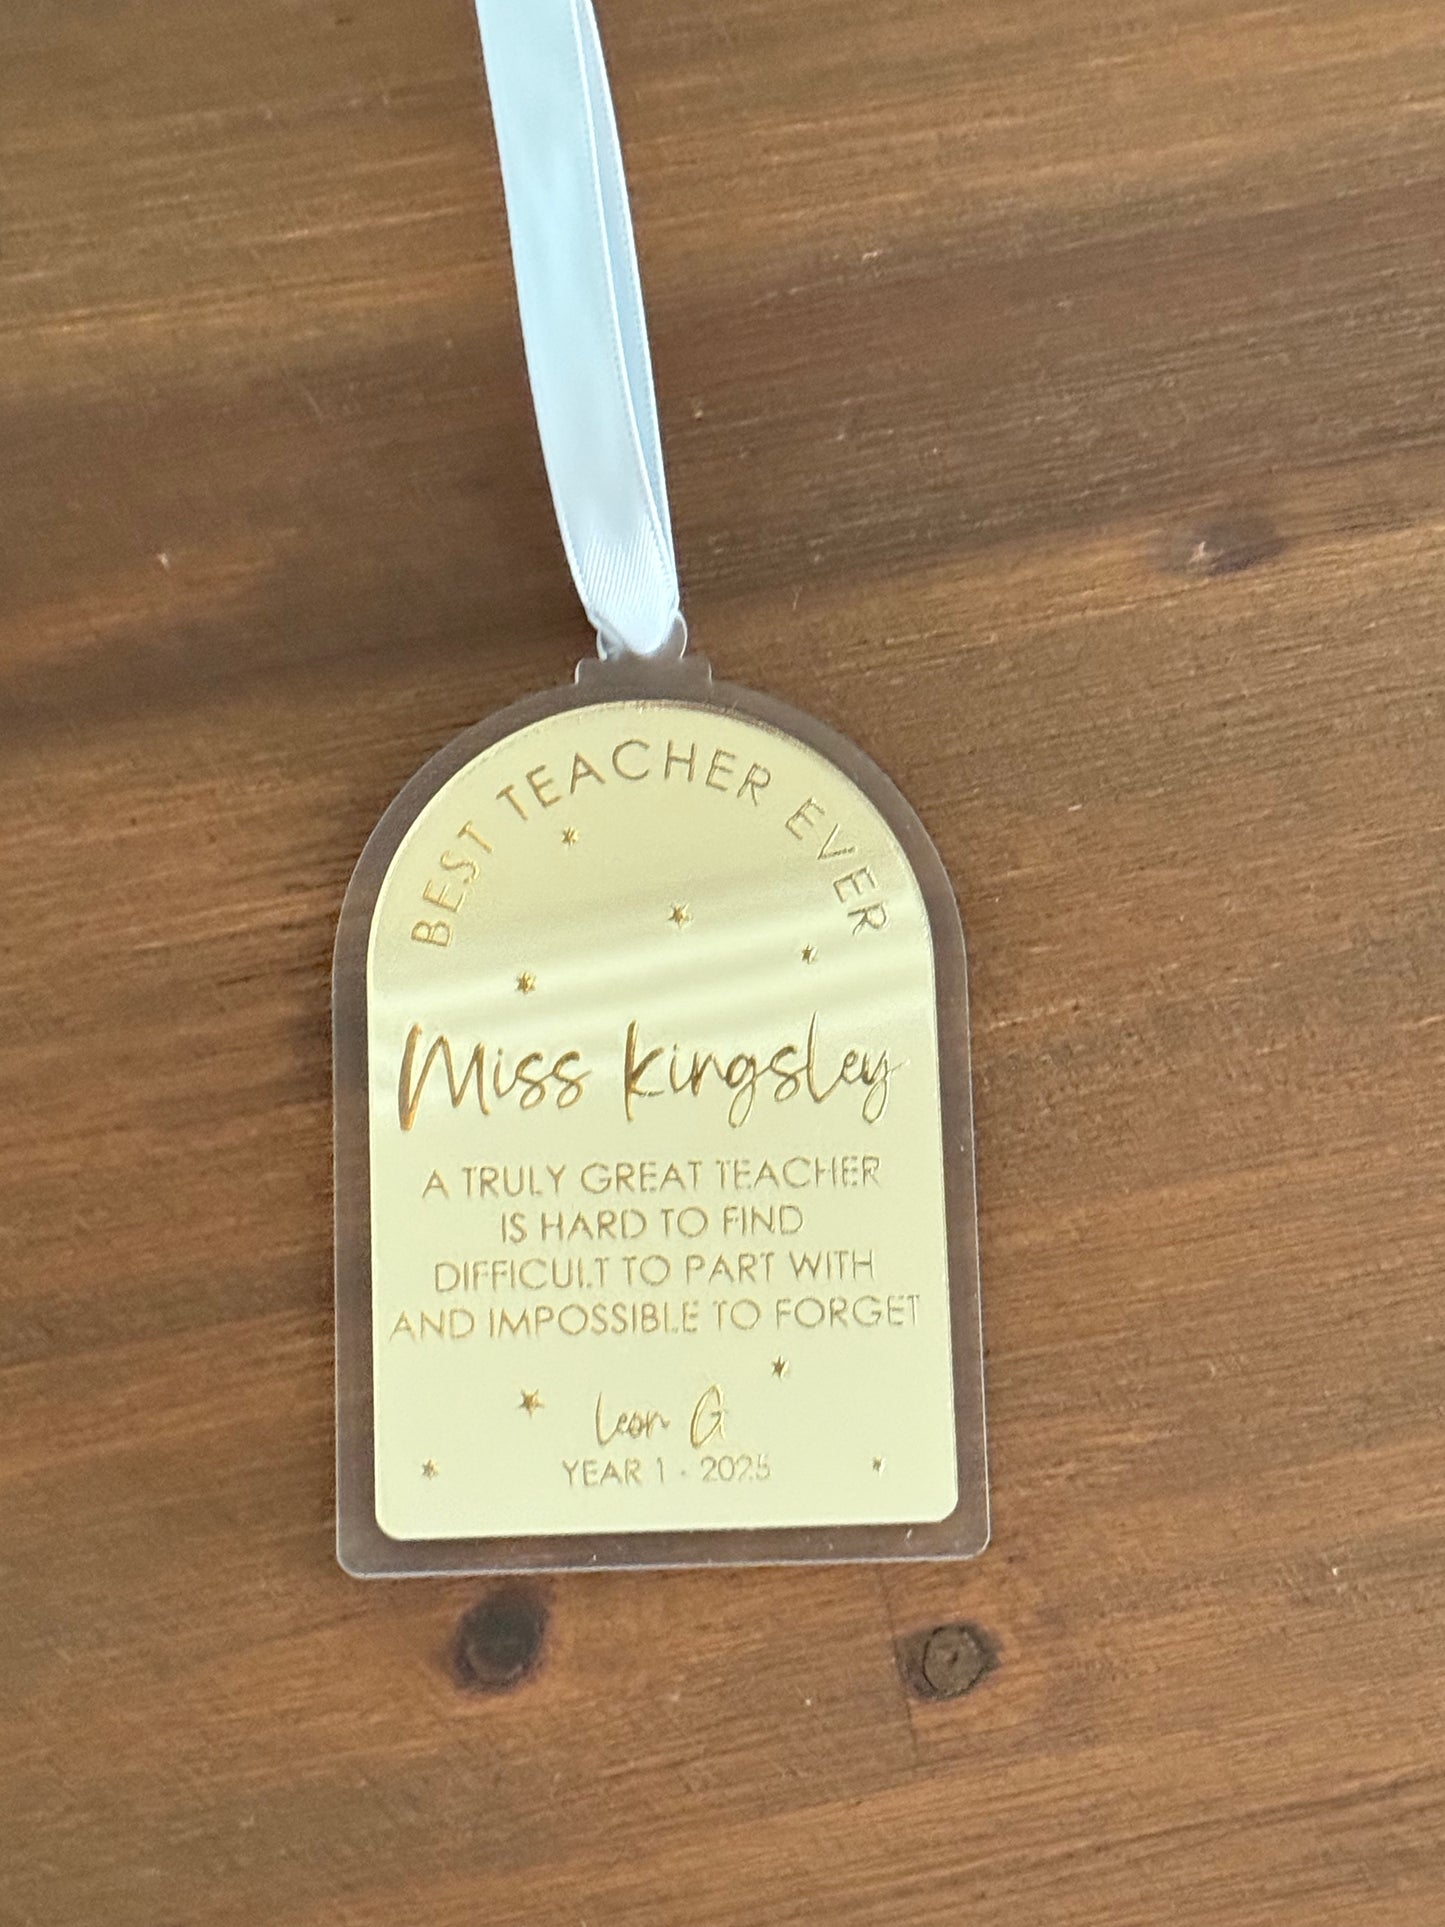 BEST TEACHER EVER
Miss Kingsley
A TRULY GREAT TEACHER
IS HARD TO FIND
DIFFICULT TO PART WITH
AND IMPOSSIBLE TO FORGET
Leon G
YEAR 1 - 2025